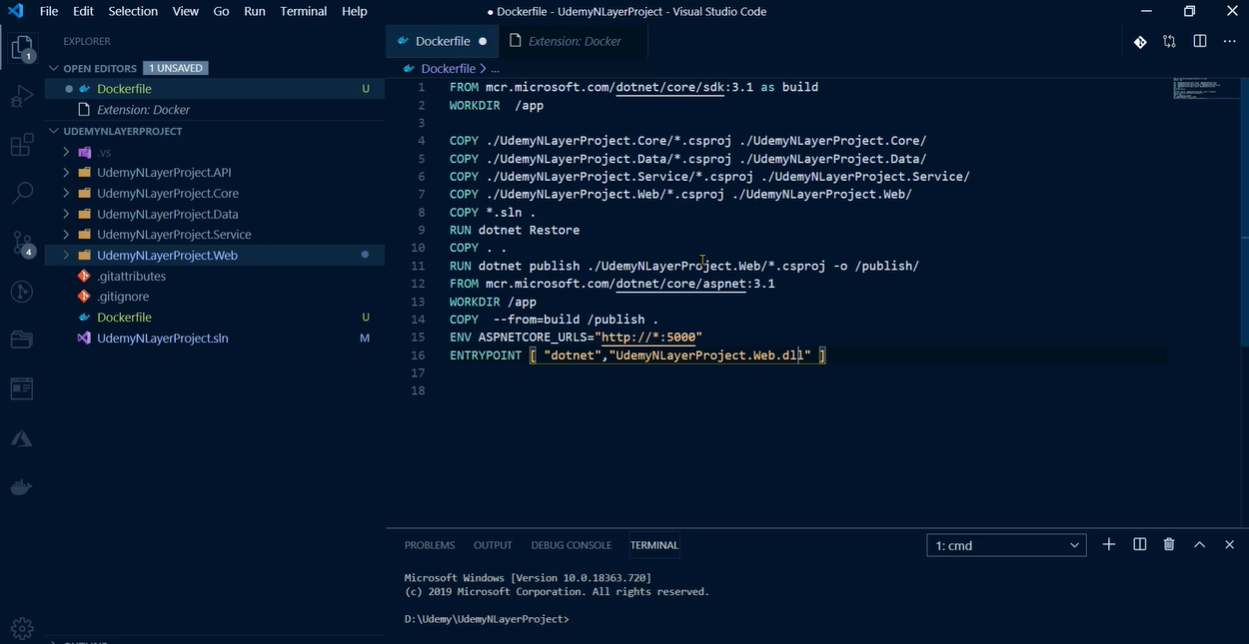 File Edit Selection View Go Run Terminal Help
● Dockerfile - UdemyNLayerProject - Visual Studio Code
EXPLORER
1
OPEN EDITORS 1 UNSAVED
Dockerfile U
Extension: Docker
UDEMYNLAYERPROJECT
.vs
UdemyNLayerProject.API
UdemyNLayerProject.Core
UdemyNLayerProject.Data
UdemyNLayerProject.Service
4
UdemyNLayerProject.Web
.gitattributes
.gitignore
Dockerfile U
UdemyNLayerProject.sln M
Dockerfile ● Extension: Docker
Dockerfile > ...
1 FROM mcr.microsoft.com/dotnet/core/sdk:3.1 as build
2 WORKDIR  /app
3
4 COPY ./UdemyNLayerProject.Core/*.csproj ./UdemyNLayerProject.Core/
5 COPY ./UdemyNLayerProject.Data/*.csproj ./UdemyNLayerProject.Data/
6 COPY ./UdemyNLayerProject.Service/*.csproj ./UdemyNLayerProject.Service/
7 COPY ./UdemyNLayerProject.Web/*.csproj ./UdemyNLayerProject.Web/
8 COPY *.sln .
9 RUN dotnet Restore
10 COPY . .
11 RUN dotnet publish ./UdemyNLayerProject.Web/*.csproj -o /publish/
12 FROM mcr.microsoft.com/dotnet/core/aspnet:3.1
13 WORKDIR /app
14 COPY  --from=build /publish .
15 ENV ASPNETCORE_URLS="http://*:5000"
16 ENTRYPOINT [ "dotnet","UdemyNLayerProject.Web.dll" ]
17
18
PROBLEMS OUTPUT DEBUG CONSOLE TERMINAL 1: cmd
Microsoft Windows [Version 10.0.18363.720]
(c) 2019 Microsoft Corporation. All rights reserved.
D:\Udemy\UdemyNLayerProject>